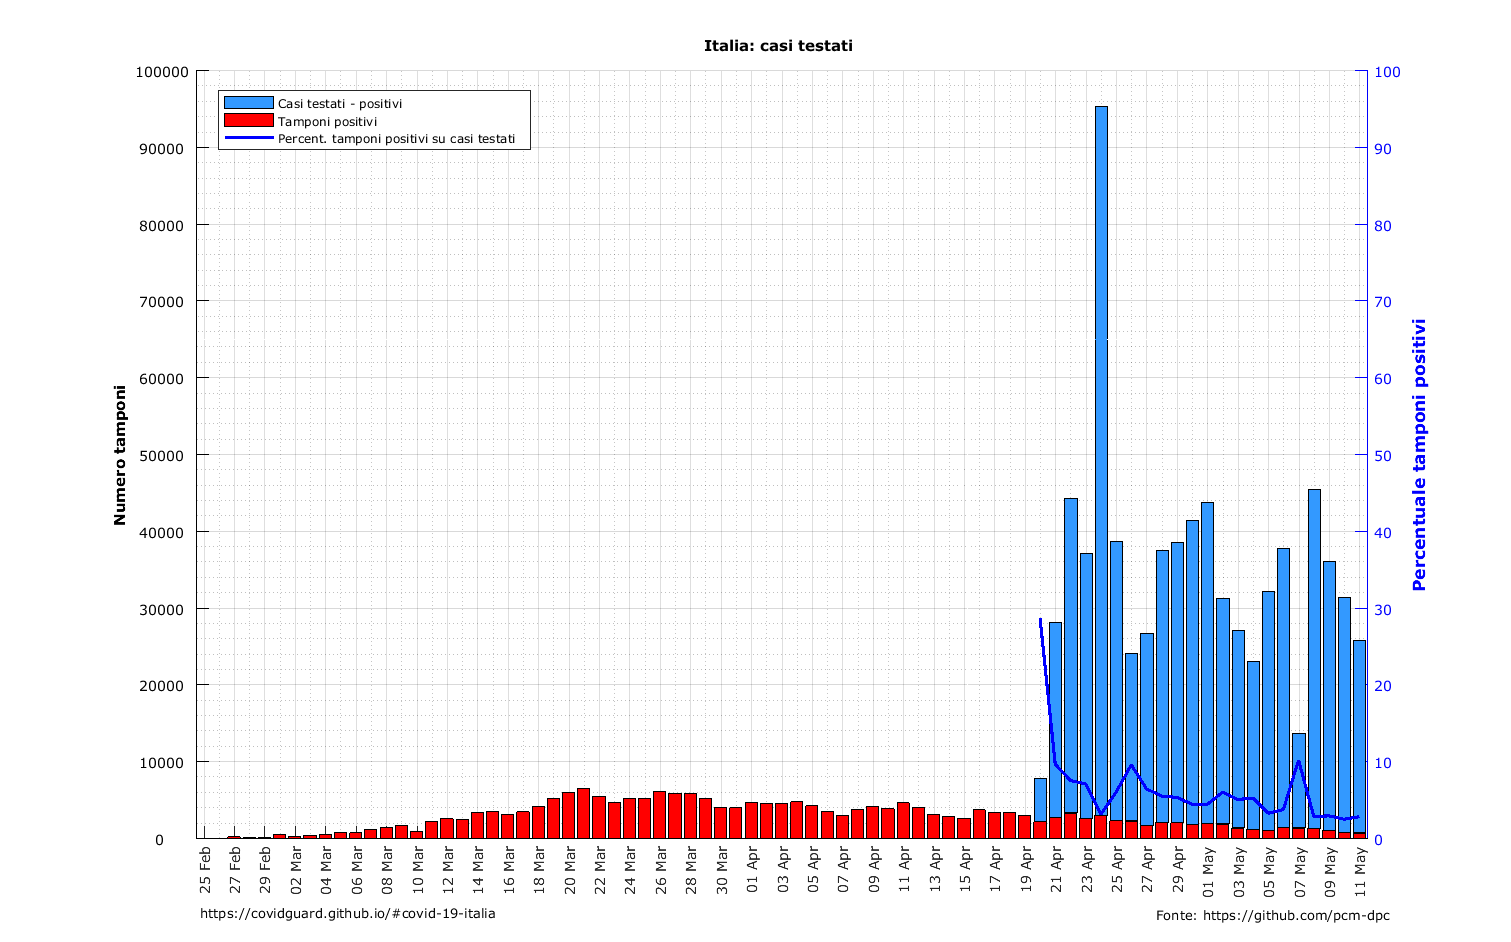 Italia: casi testati
Casi testati - positivi
Tamponi positivi
Percent. tamponi positivi su casi testati
Numero tamponi
100000
90000
80000
70000
60000
50000
40000
30000
20000
10000
0
Percentuale tamponi positivi
100
90
80
70
60
50
40
30
20
10
0
25 Feb
27 Feb
29 Feb
02 Mar
04 Mar
06 Mar
08 Mar
10 Mar
12 Mar
14 Mar
16 Mar
18 Mar
20 Mar
22 Mar
24 Mar
26 Mar
28 Mar
30 Mar
01 Apr
03 Apr
05 Apr
07 Apr
09 Apr
11 Apr
13 Apr
15 Apr
17 Apr
19 Apr
21 Apr
23 Apr
25 Apr
27 Apr
29 Apr
01 May
03 May
05 May
07 May
09 May
11 May
https://covidguard.github.io/#covid-19-italia
Fonte: https://github.com/pcm-dpc